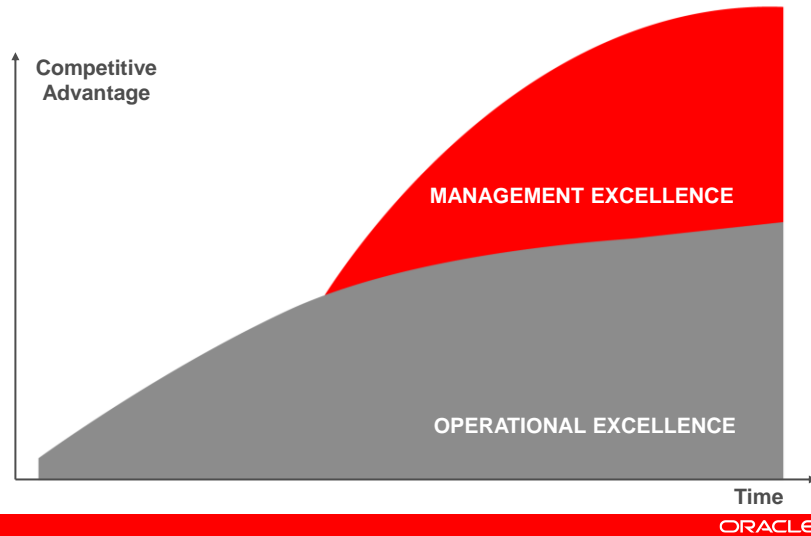 Competitive
Advantage
MANAGEMENT EXCELLENCE
OPERATIONAL EXCELLENCE
Time
ORACLE